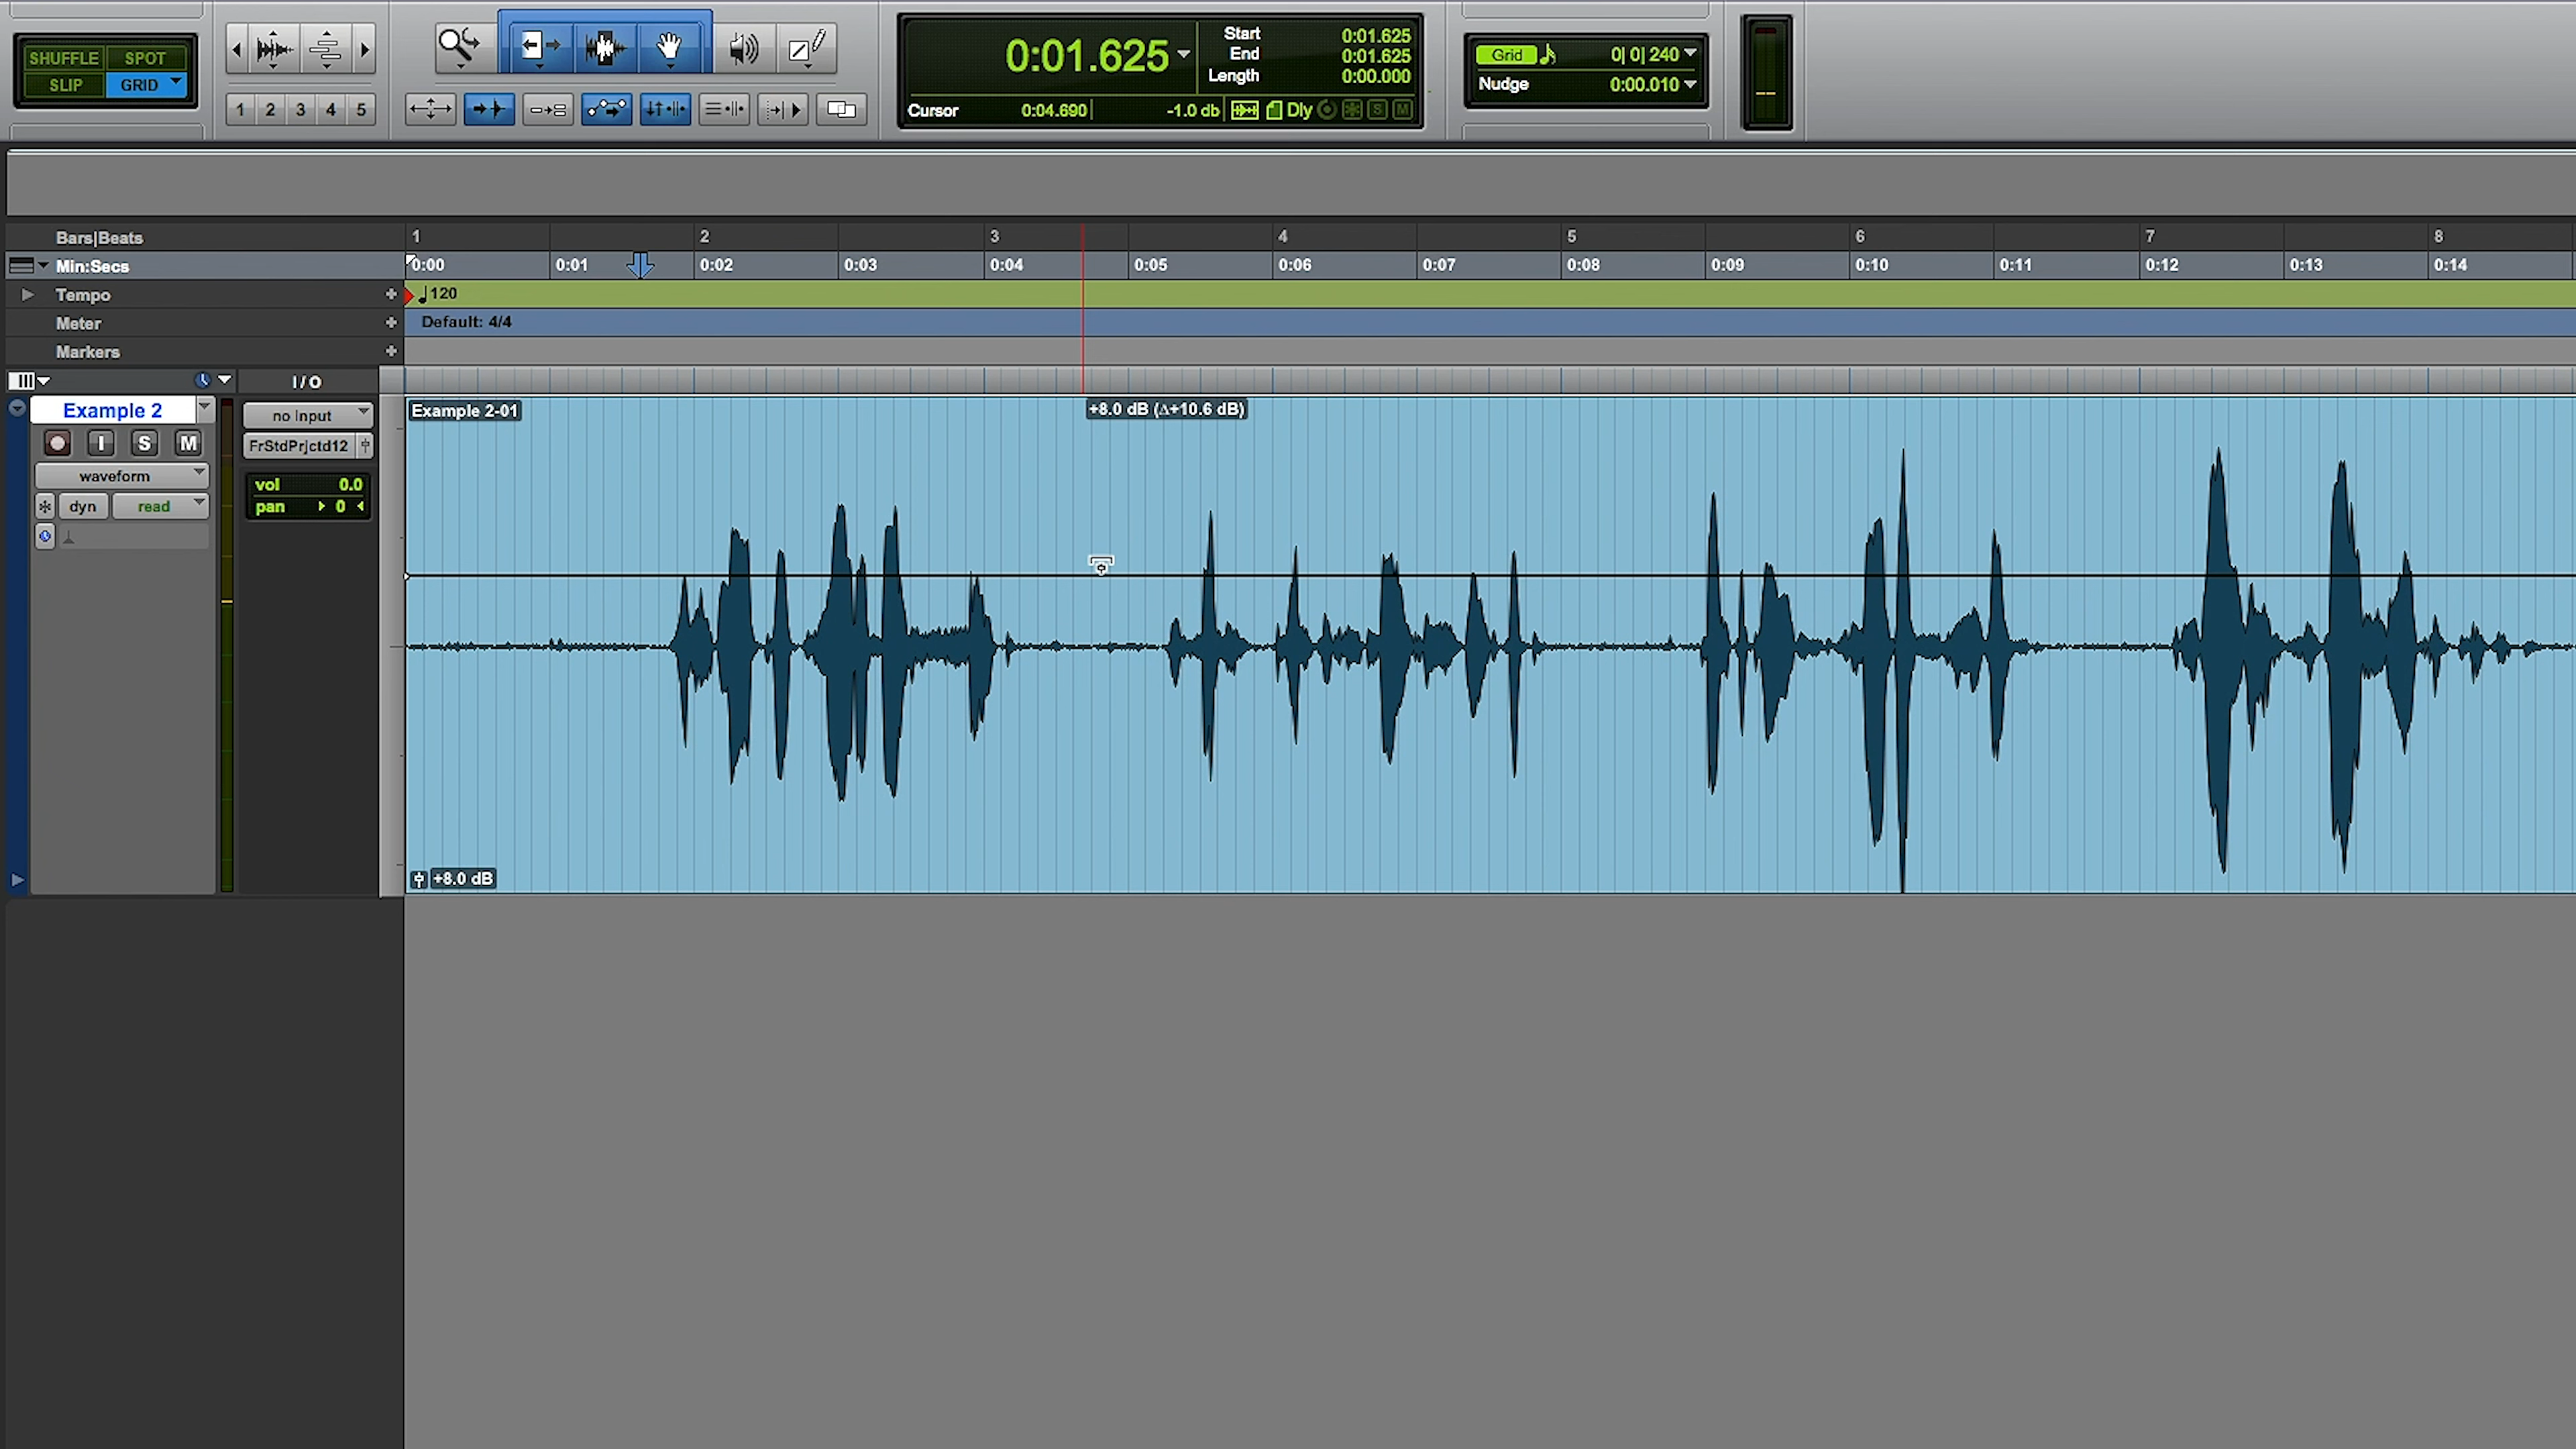 SHUFFLE SPOT
SLIP GRID
1 2 3 4 5
0:01.625
Start 0:01.625
End 0:01.625
Length 0:00.000
Cursor 0:04.690 -1.0 db Dly S M
Grid 0| 0| 240
Nudge 0:00.010
Bars|Beats 1 2 3 4 5 6 7 8
Min:Secs 0:00 0:01 0:02 0:03 0:04 0:05 0:06 0:07 0:08 0:09 0:10 0:11 0:12 0:13 0:14
Tempo + 120
Meter + Default: 4/4
Markers +
I / O
Example 2
no input
I S M
FrStdPrjctd12
waveform
vol 0.0
dyn read
pan 0
Example 2-01
+8.0 dB (Δ+10.6 dB)
+8.0 dB